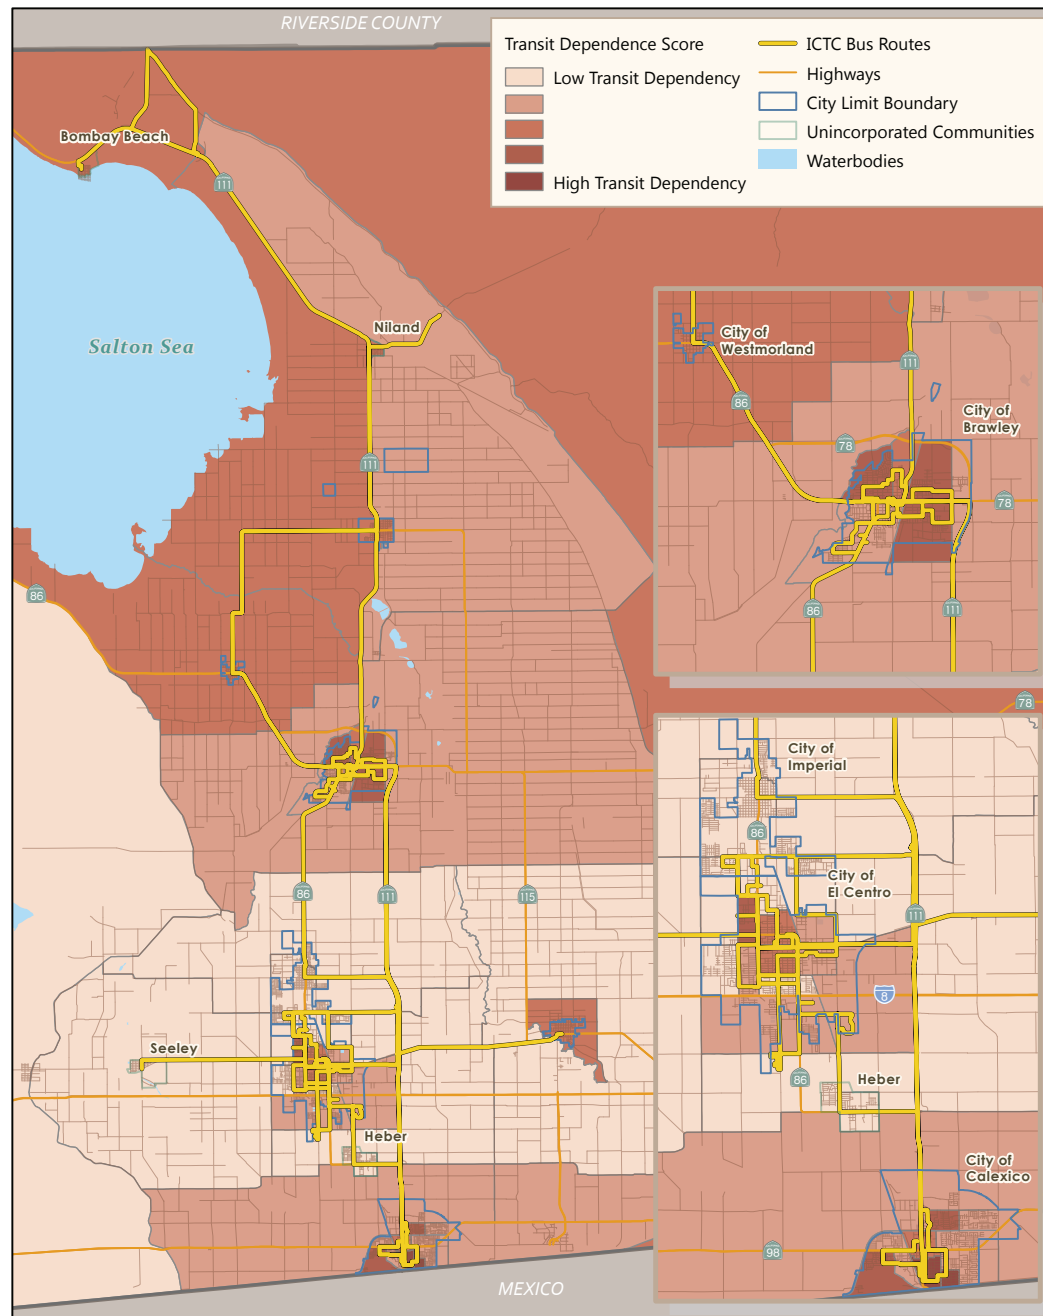 RIVERSIDE COUNTY
Transit Dependence Score
Low Transit Dependency
High Transit Dependency
ICTC Bus Routes
Highways
City Limit Boundary
Unincorporated Communities
Waterbodies
Bombay Beach
111
Niland
Salton Sea
111
86
78
86
111
115
Seeley
Heber
MEXICO
City of
Westmorland
111
86
City of
Brawley
78
78
86
111
City of
Imperial
86
City of
El Centro
111
8
86
Heber
City of
Calexico
98